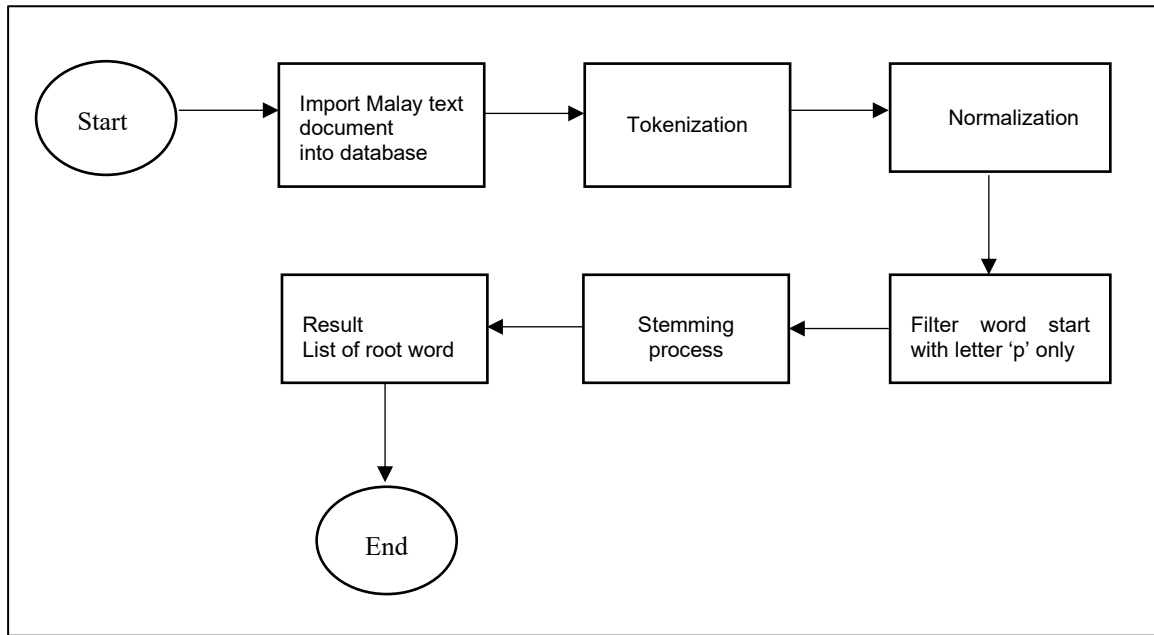 Start
Import Malay text
document
into database
Tokenization
Normalization
Filter word start
with letter ‘p’ only
Stemming
process
Result
List of root word
End